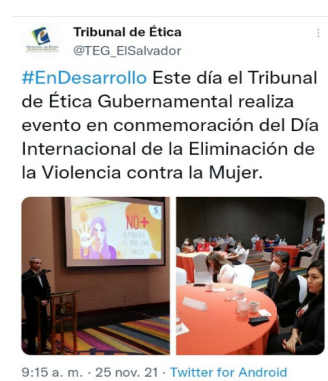 Tribunal de Ética
@TEG_ElSalvador
#EnDesarrollo Este día el Tribunal
de Ética Gubernamental realiza
evento en conmemoración del Día
Internacional de la Eliminación de
la Violencia contra la Mujer.
NO+
9:15 a. m. · 25 nov. 21 · Twitter for Android